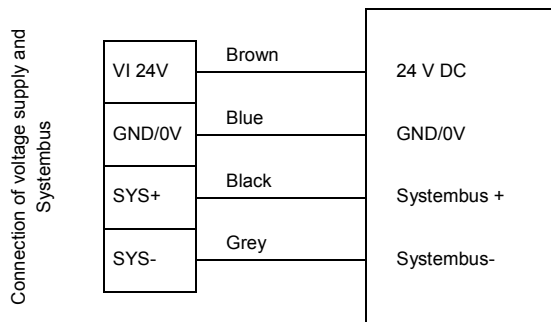 Connection of voltage supply and
Systembus
VI 24V
Brown
24 V DC
GND/0V
Blue
GND/0V
SYS+
Black
Systembus +
SYS-
Grey
Systembus-